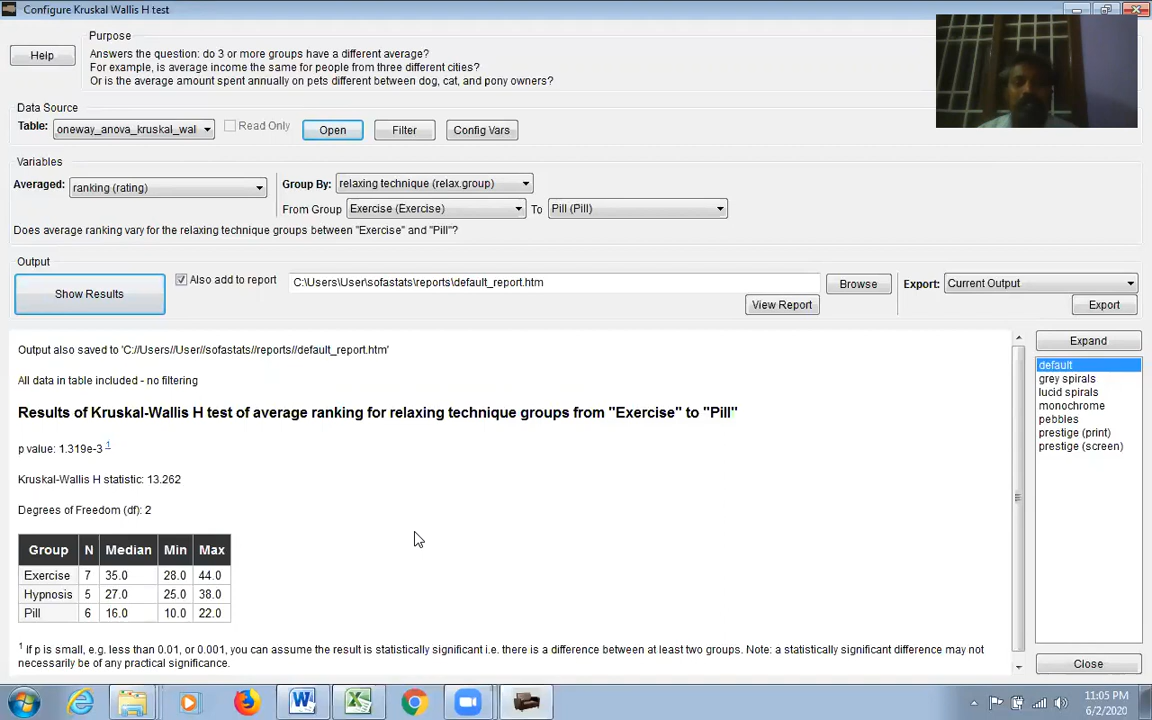 Configure Kruskal Wallis H test
Purpose
Help
Answers the question: do 3 or more groups have a different average?
For example, is average income the same for people from three different cities?
Or is the average amount spent annually on pets different between dog, cat, and pony owners?
Data Source
Table: oneway_anova_kruskal_wal Read Only Open Filter Config Vars
Variables
Averaged: ranking (rating) Group By: relaxing technique (relax.group)
From Group Exercise (Exercise) To Pill (Pill)
Does average ranking vary for the relaxing technique groups between "Exercise" and "Pill"?
Output
Show Results Also add to report C:\Users\User\sofastats\reports\default_report.htm Browse Export: Current Output
View Report Export
Output also saved to 'C://Users//User//sofastats//reports//default_report.htm'
All data in table included - no filtering
Results of Kruskal-Wallis H test of average ranking for relaxing technique groups from "Exercise" to "Pill"
p value: 1.319e-3 1
Kruskal-Wallis H statistic: 13.262
Degrees of Freedom (df): 2
Group N Median Min Max
Exercise 7 35.0 28.0 44.0
Hypnosis 5 27.0 25.0 38.0
Pill 6 16.0 10.0 22.0
1 If p is small, e.g. less than 0.01, or 0.001, you can assume the result is statistically significant i.e. there is a difference between at least two groups. Note: a statistically significant difference may not
necessarily be of any practical significance.
Expand
default
grey spirals
lucid spirals
monochrome
pebbles
prestige (print)
prestige (screen)
Close
11:05 PM
6/2/2020